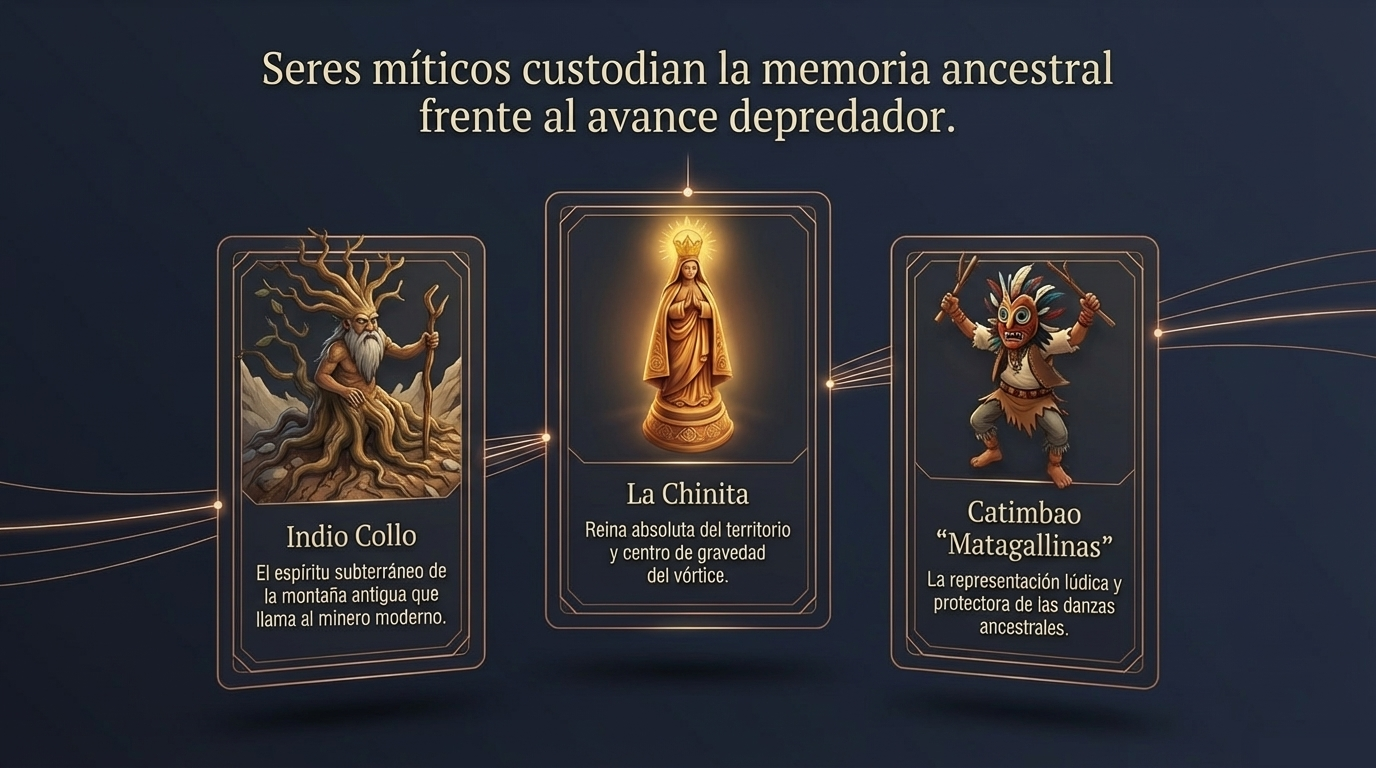 Seres míticos custodian la memoria ancestral
frente al avance depredador.
Indio Collo
El espíritu subterráneo de
la montaña antigua que
llama al minero moderno.
La Chinita
Reina absoluta del territorio
y centro de gravedad
del vórtice.
Catimbao
“Matagallinas”
La representación lúdica y
protectora de las danzas
ancestrales.